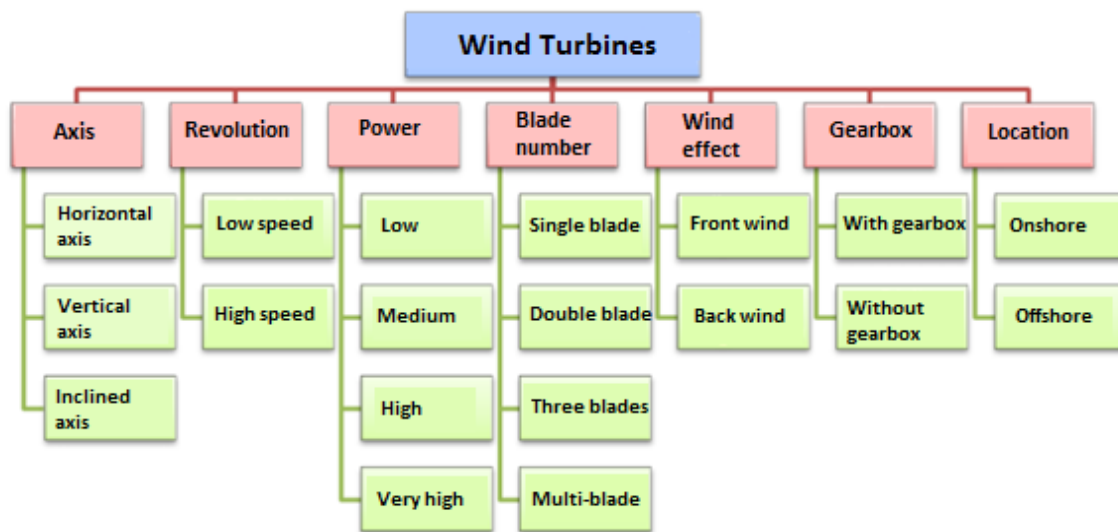 Wind Turbines
Axis
Revolution
Power
Blade
number
Wind
effect
Gearbox
Location
Horizontal
axis
Vertical
axis
Inclined
axis
Low speed
High speed
Low
Medium
High
Very high
Single blade
Double blade
Three blades
Multi-blade
Front wind
Back wind
With gearbox
Without
gearbox
Onshore
Offshore